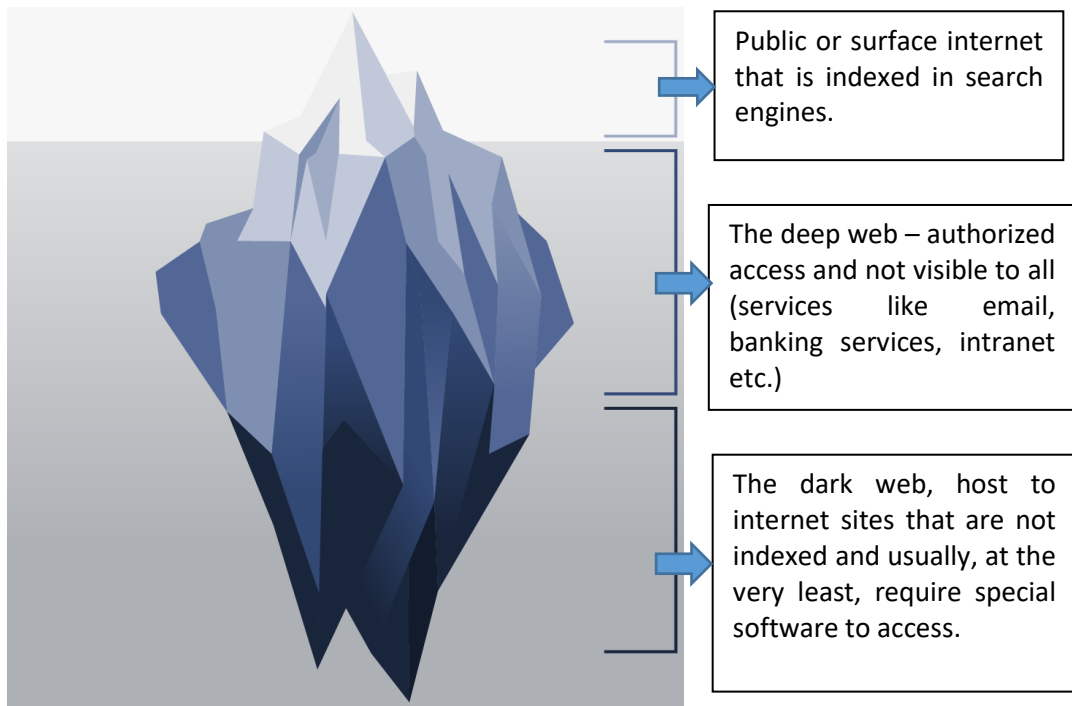 Public or surface internet
that is indexed in search
engines.
The deep web – authorized
access and not visible to all
(services like email,
banking services, intranet
etc.)
The dark web, host to
internet sites that are not
indexed and usually, at the
very least, require special
software to access.